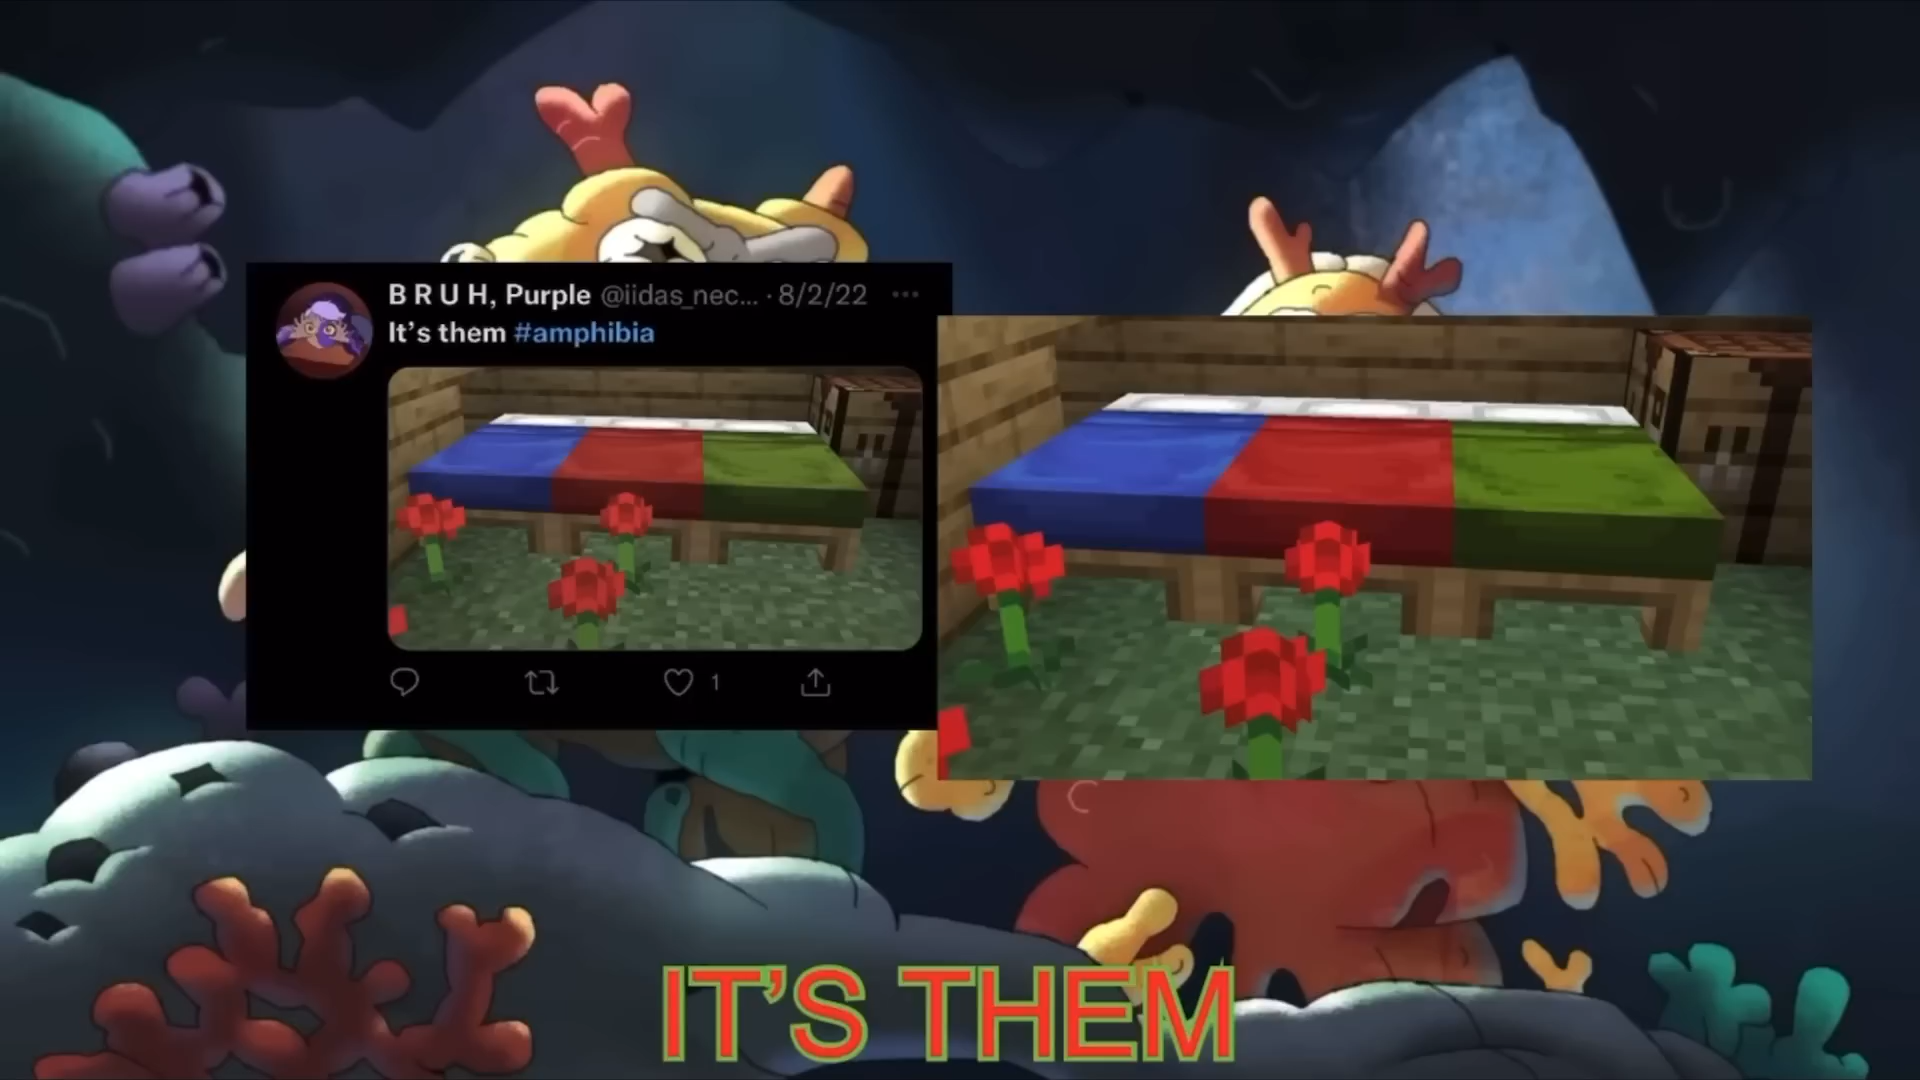 B R U H, Purple @iidas_nec... · 8/2/22
It's them #amphibia
1
IT'S THEM